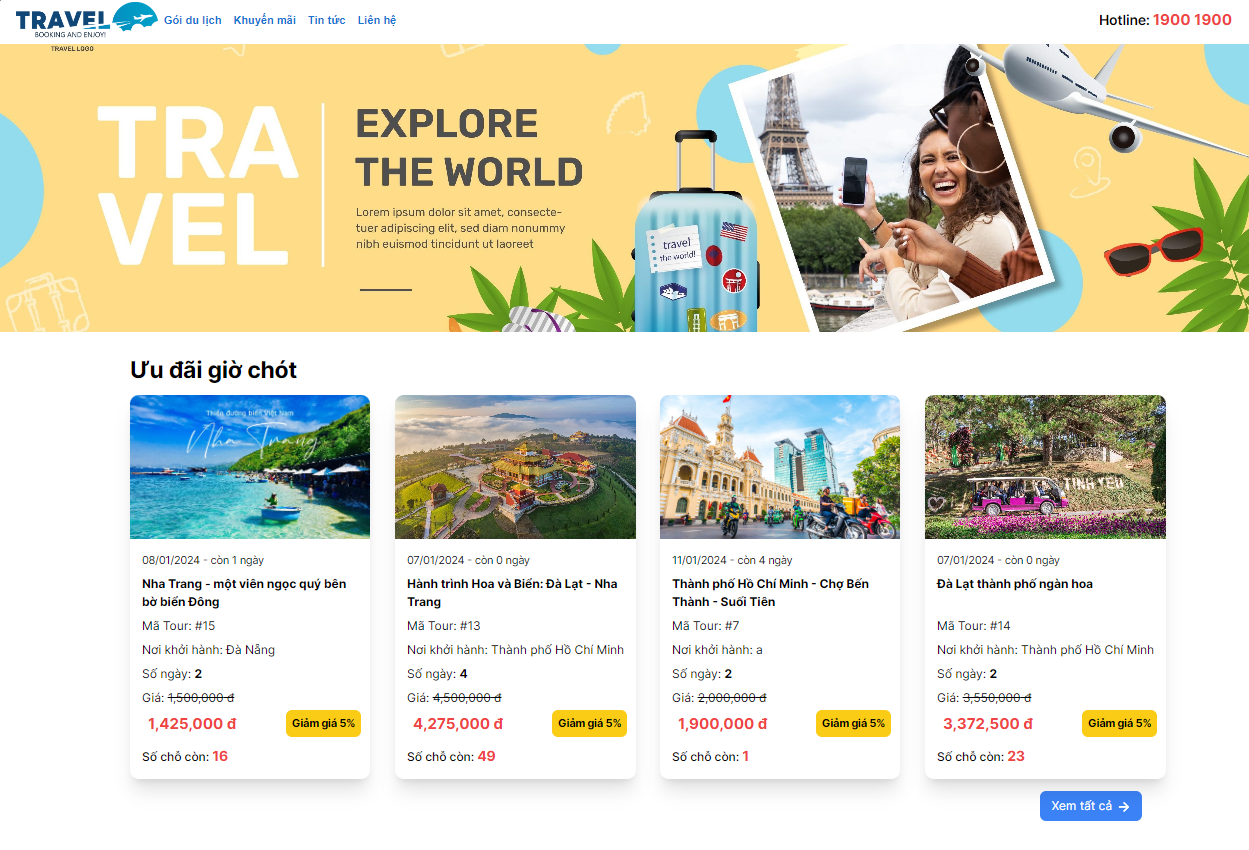 TRAVEL
BOOKING AND ENJOY!
TRAVEL LOGO
Gói du lịch Khuyến mãi Tin tức Liên hệ
Hotline: 1900 1900
TRA
VEL
EXPLORE
THE WORLD
Lorem ipsum dolor sit amet, consecte-
tuer adipiscing elit, sed diam nonummy
nibh euismod tincidunt ut laoreet
travel
the world!
Ưu đãi giờ chót
Thiên đường biển Việt Nam
Nha Trang
08/01/2024 - còn 1 ngày
Nha Trang - một viên ngọc quý bên
bờ biển Đông
Mã Tour: #15
Nơi khởi hành: Đà Nẵng
Số ngày: 2
Giá: 1,500,000 đ
1,425,000 đ
Giảm giá 5%
Số chỗ còn: 16
07/01/2024 - còn 0 ngày
Hành trình Hoa và Biển: Đà Lạt - Nha
Trang
Mã Tour: #13
Nơi khởi hành: Thành phố Hồ Chí Minh
Số ngày: 4
Giá: 4,500,000 đ
4,275,000 đ
Giảm giá 5%
Số chỗ còn: 49
11/01/2024 - còn 4 ngày
Thành phố Hồ Chí Minh - Chợ Bến
Thành - Suối Tiên
Mã Tour: #7
Nơi khởi hành: a
Số ngày: 2
Giá: 2,000,000 đ
1,900,000 đ
Giảm giá 5%
Số chỗ còn: 1
TINH YEU
07/01/2024 - còn 0 ngày
Đà Lạt thành phố ngàn hoa
Mã Tour: #14
Nơi khởi hành: Thành phố Hồ Chí Minh
Số ngày: 2
Giá: 3,550,000 đ
3,372,500 đ
Giảm giá 5%
Số chỗ còn: 23
Xem tất cả →